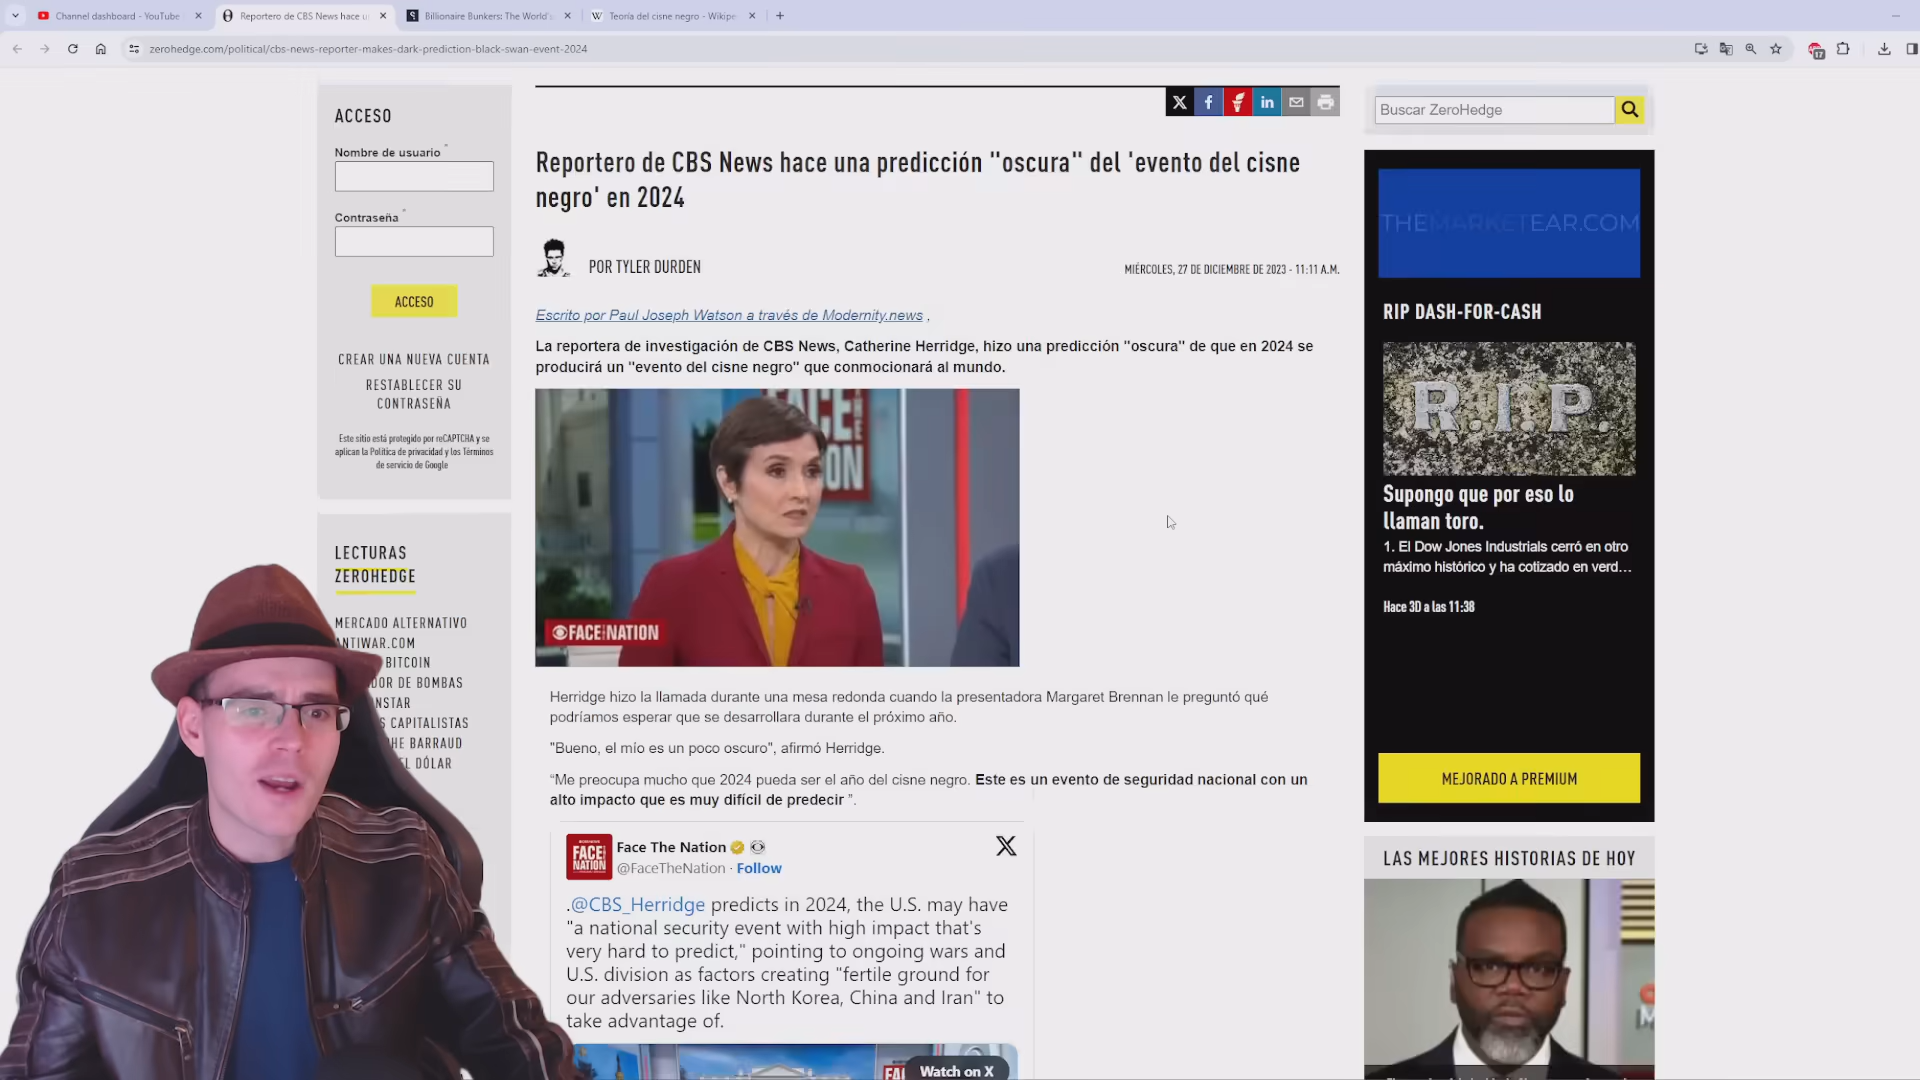 Channel dashboard - YouTube
Reportero de CBS News hace u
Billionaire Bunkers: The World's
Teoría del cisne negro - Wikipe
zerohedge.com/political/cbs-news-reporter-makes-dark-prediction-black-swan-event-2024
17
ACCESO
Nombre de usuario *
Contraseña *
ACCESO
CREAR UNA NUEVA CUENTA
RESTABLECER SU
CONTRASEÑA
Este sitio está protegido por reCAPTCHA y se
aplican la Política de privacidad y los Términos
de servicio de Google
LECTURAS
ZEROHEDGE
MERCADO ALTERNATIVO
ANTIWAR.COM
BITCOIN
DOR DE BOMBAS
NSTAR
S CAPITALISTAS
HE BARRAUD
EL DÓLAR
Reportero de CBS News hace una predicción "oscura" del 'evento del cisne
negro' en 2024
POR TYLER DURDEN
MIÉRCOLES, 27 DE DICIEMBRE DE 2023 - 11:11 A.M.
Escrito por Paul Joseph Watson a través de Modernity.news ,
La reportera de investigación de CBS News, Catherine Herridge, hizo una predicción "oscura" de que en 2024 se
producirá un "evento del cisne negro" que conmocionará al mundo.
FACE THE NATION
Herridge hizo la llamada durante una mesa redonda cuando la presentadora Margaret Brennan le preguntó qué
podríamos esperar que se desarrollara durante el próximo año.
"Bueno, el mío es un poco oscuro", afirmó Herridge.
“Me preocupa mucho que 2024 pueda ser el año del cisne negro. Este es un evento de seguridad nacional con un
alto impacto que es muy difícil de predecir ”.
Face The Nation
@FaceTheNation · Follow
.@CBS_Herridge predicts in 2024, the U.S. may have
"a national security event with high impact that's
very hard to predict," pointing to ongoing wars and
U.S. division as factors creating "fertile ground for
our adversaries like North Korea, China and Iran" to
take advantage of.
Watch on X
Buscar ZeroHedge
THEMARKETEAR.COM
RIP DASH-FOR-CASH
R.I.P.
Supongo que por eso lo
llaman toro.
1. El Dow Jones Industrials cerró en otro
máximo histórico y ha cotizado en verd...
Hace 3D a las 11:38
MEJORADO A PREMIUM
LAS MEJORES HISTORIAS DE HOY